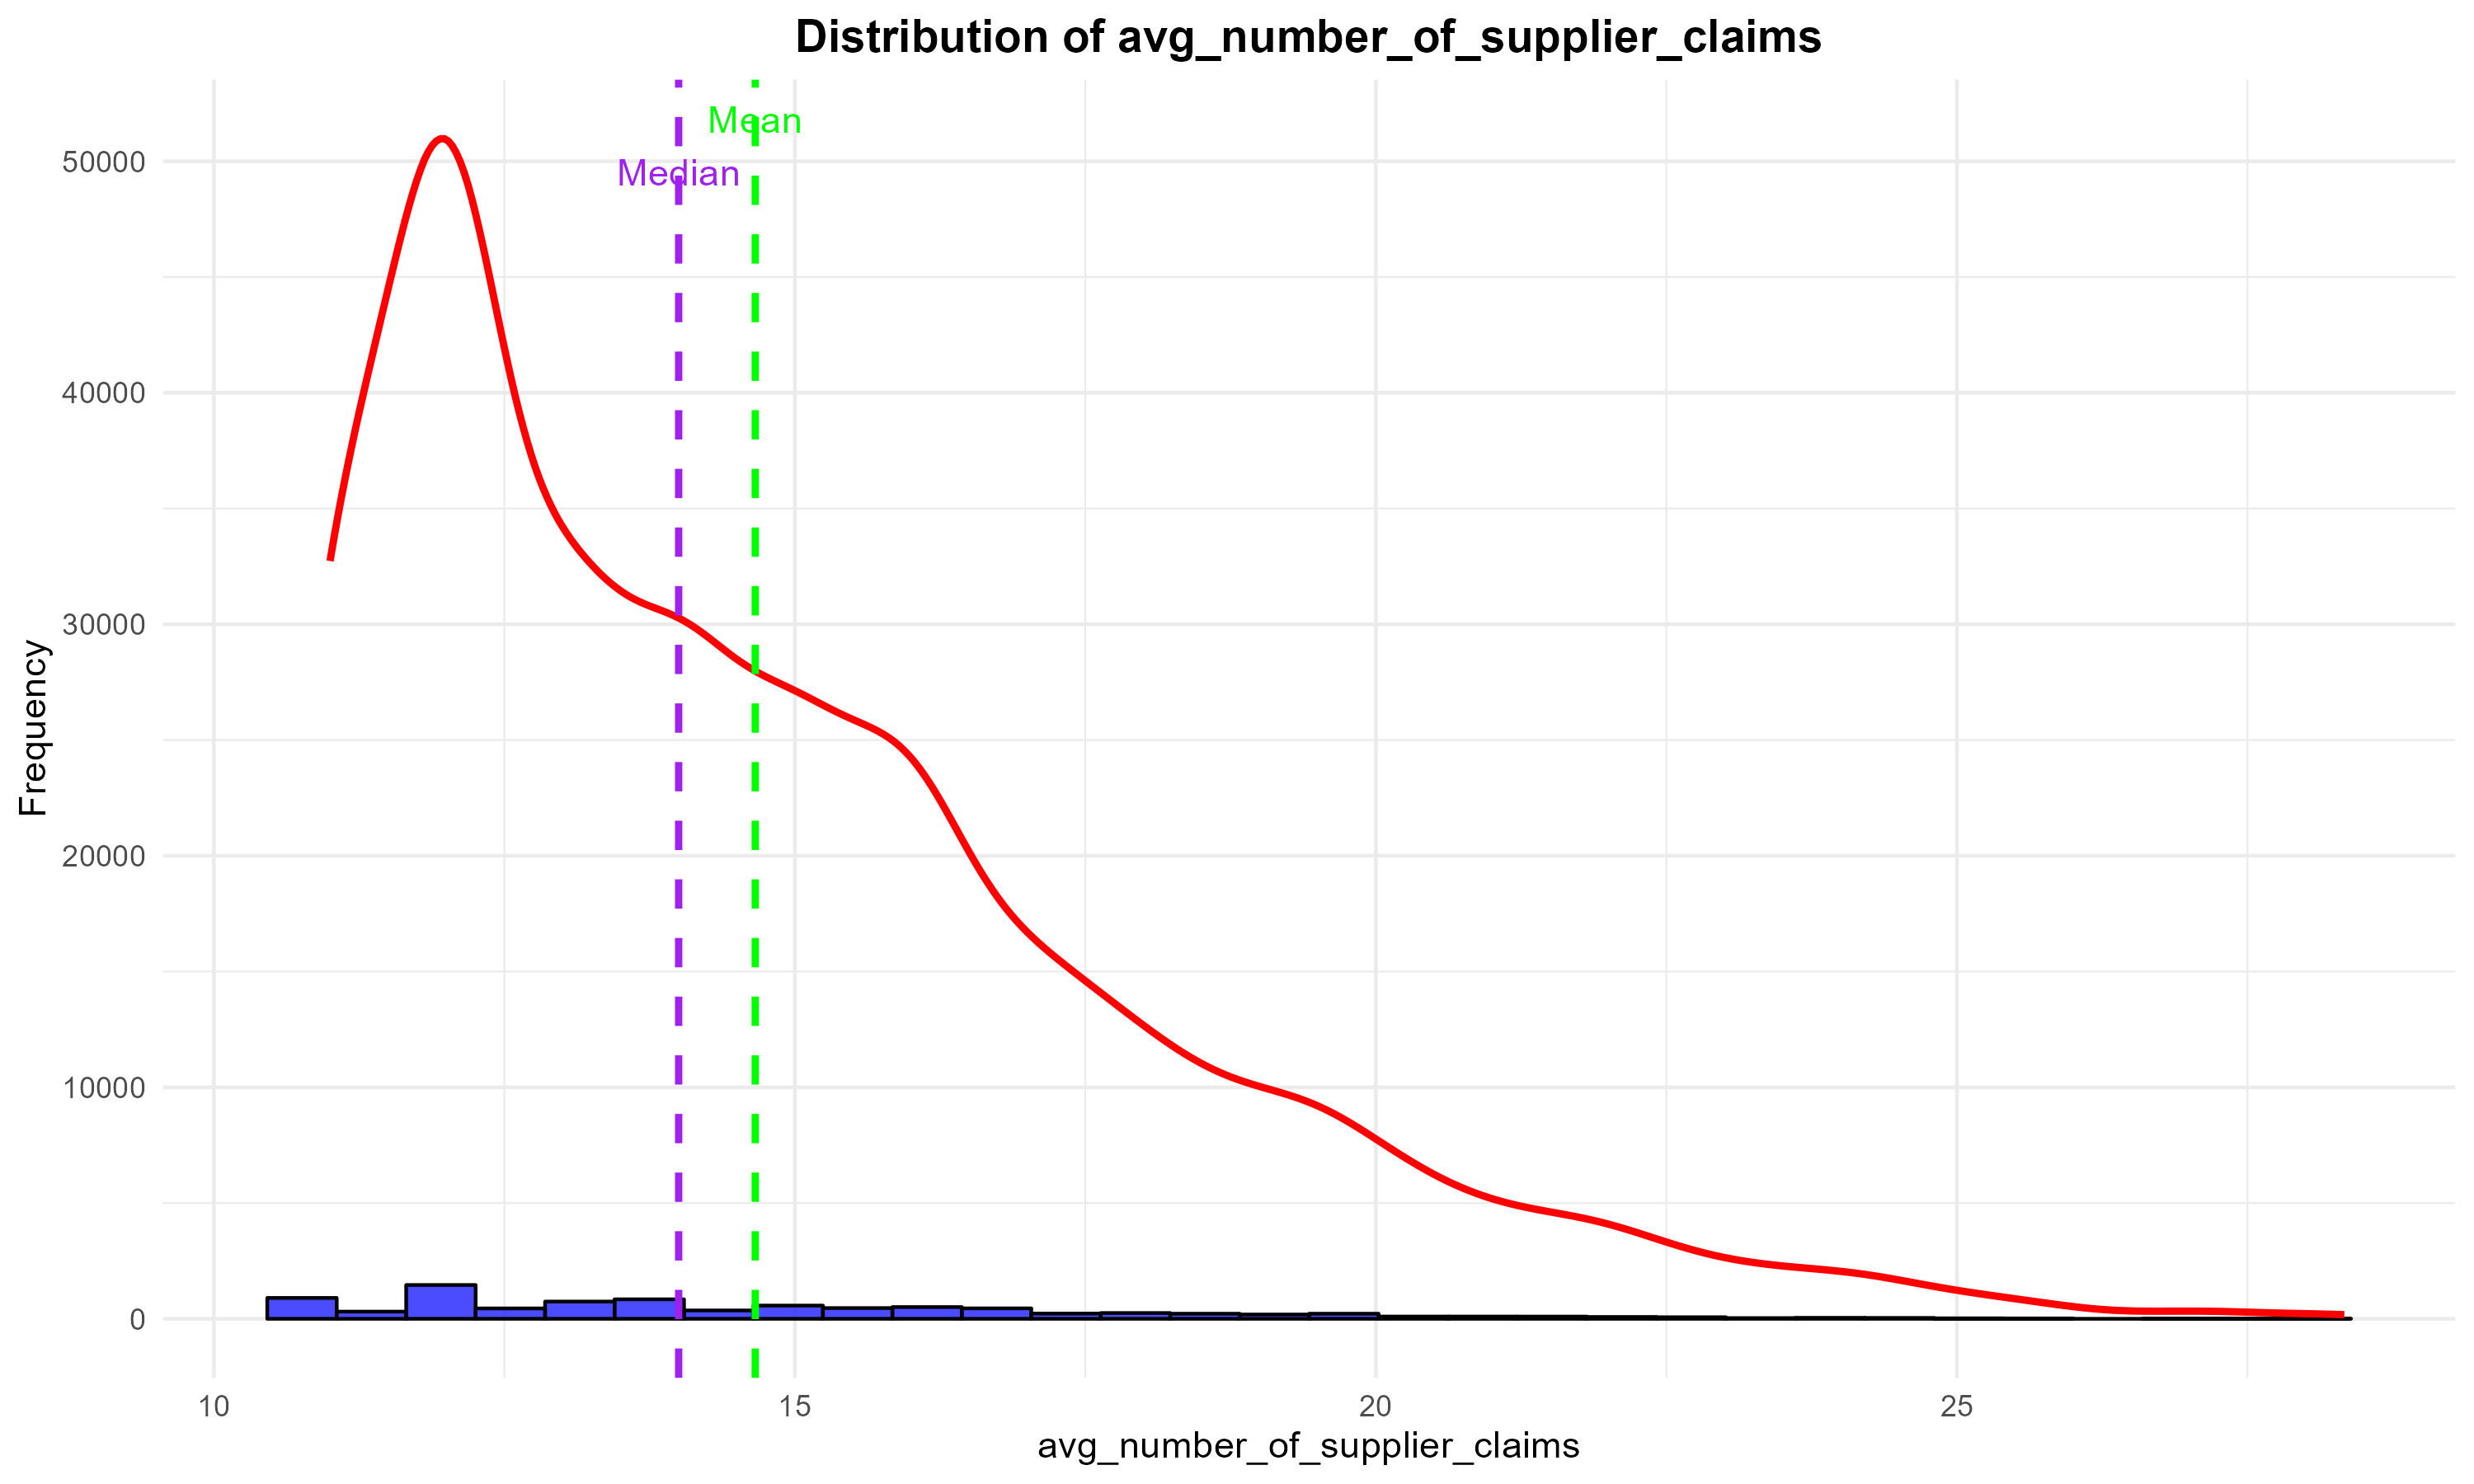 Distribution of avg_number_of_supplier_claims
Mean
Median
50000
40000
30000
20000
10000
0
Frequency
10 15 20 25
avg_number_of_supplier_claims